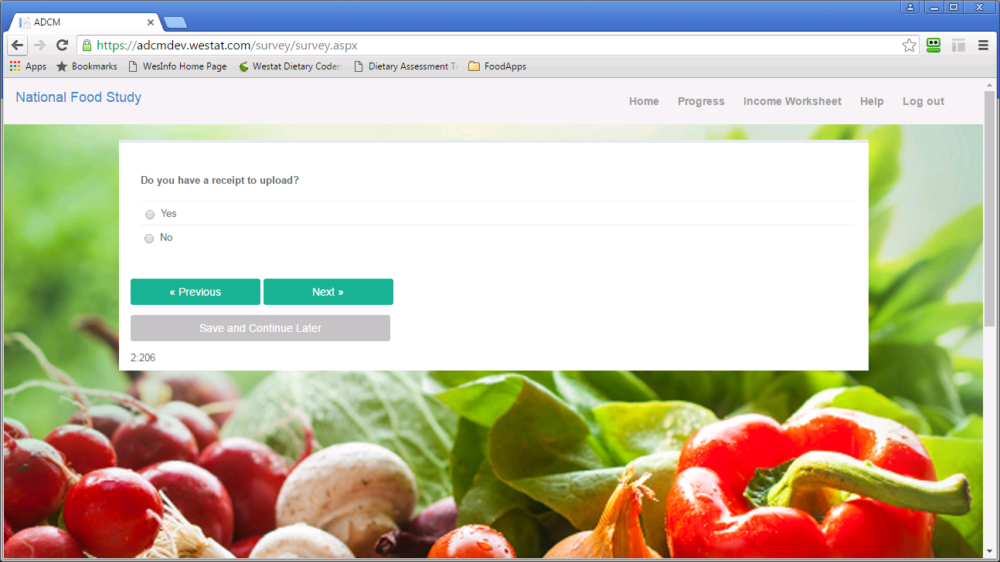 ADCM
https://adcmdev.westat.com/survey/survey.aspx
Apps Bookmarks WesInfo Home Page Westat Dietary Coder Dietary Assessment Te FoodApps
National Food Study
Home Progress Income Worksheet Help Log out
Do you have a receipt to upload?
Yes
No
« Previous Next »
Save and Continue Later
2:206